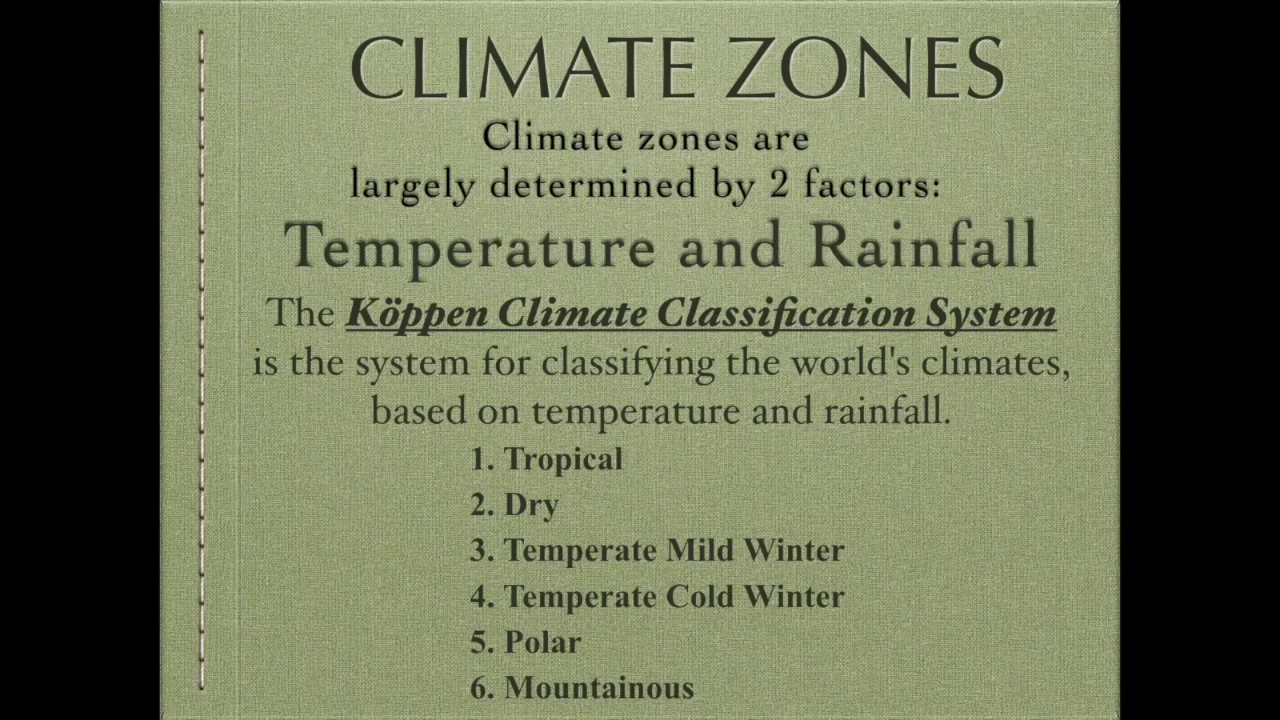 CLIMATE ZONES
Climate zones are
largely determined by 2 factors:
Temperature and Rainfall
The Köppen Climate Classification System
is the system for classifying the world's climates,
based on temperature and rainfall.
1. Tropical
2. Dry
3. Temperate Mild Winter
4. Temperate Cold Winter
5. Polar
6. Mountainous